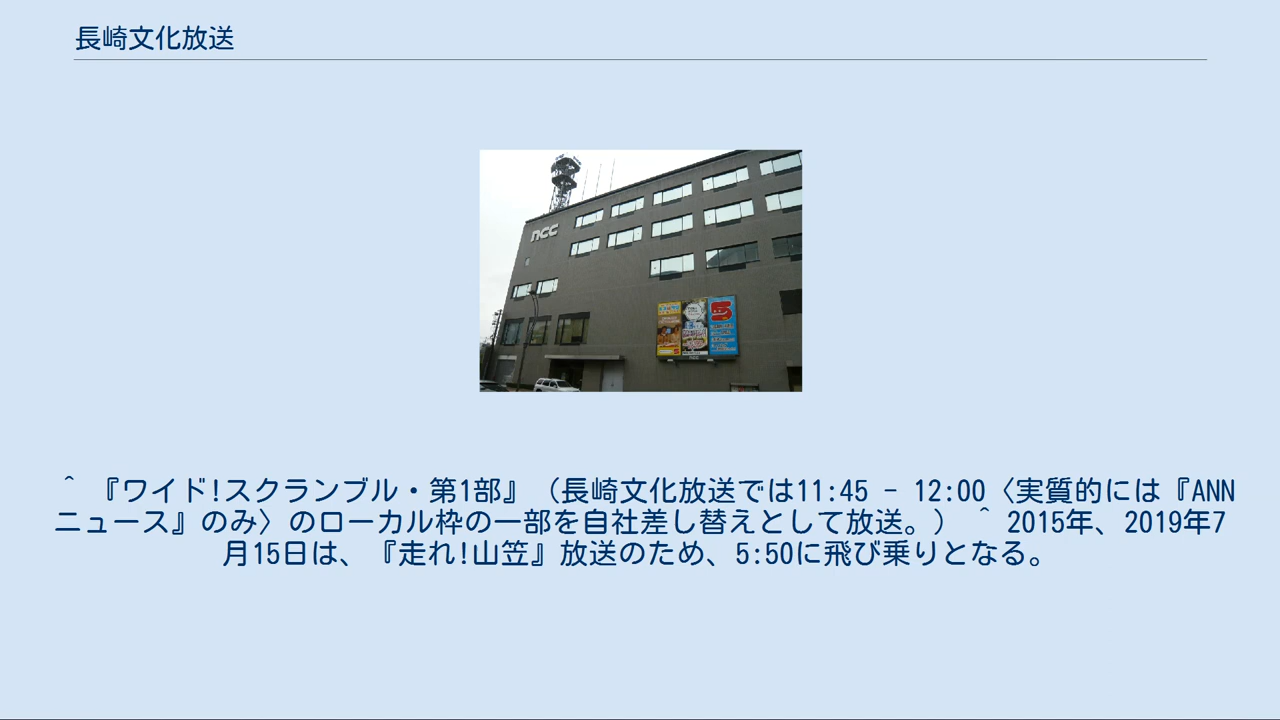 長崎文化放送
ncc
5
^ 『ワイド!スクランブル・第1部』（長崎文化放送では11:45 - 12:00〈実質的には『ANN
ニュース』のみ〉のローカル枠の一部を自社差し替えとして放送。） ^ 2015年、2019年7
月15日は、『走れ!山笠』放送のため、5:50に飛び乗りとなる。